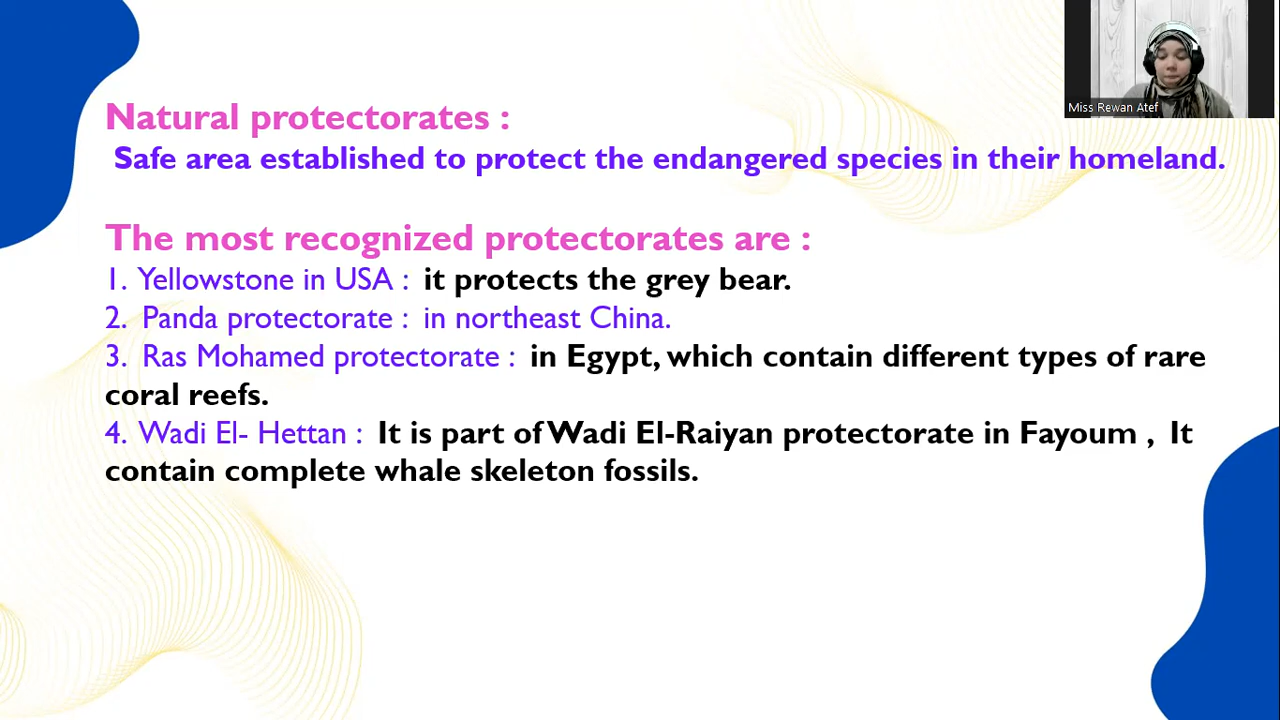 Miss Rewan Atef
Natural protectorates :
Safe area established to protect the endangered species in their homeland.
The most recognized protectorates are :
1. Yellowstone in USA : it protects the grey bear.
2. Panda protectorate : in northeast China.
3. Ras Mohamed protectorate : in Egypt, which contain different types of rare
coral reefs.
4. Wadi El- Hettan : It is part of Wadi El-Raiyan protectorate in Fayoum , It
contain complete whale skeleton fossils.